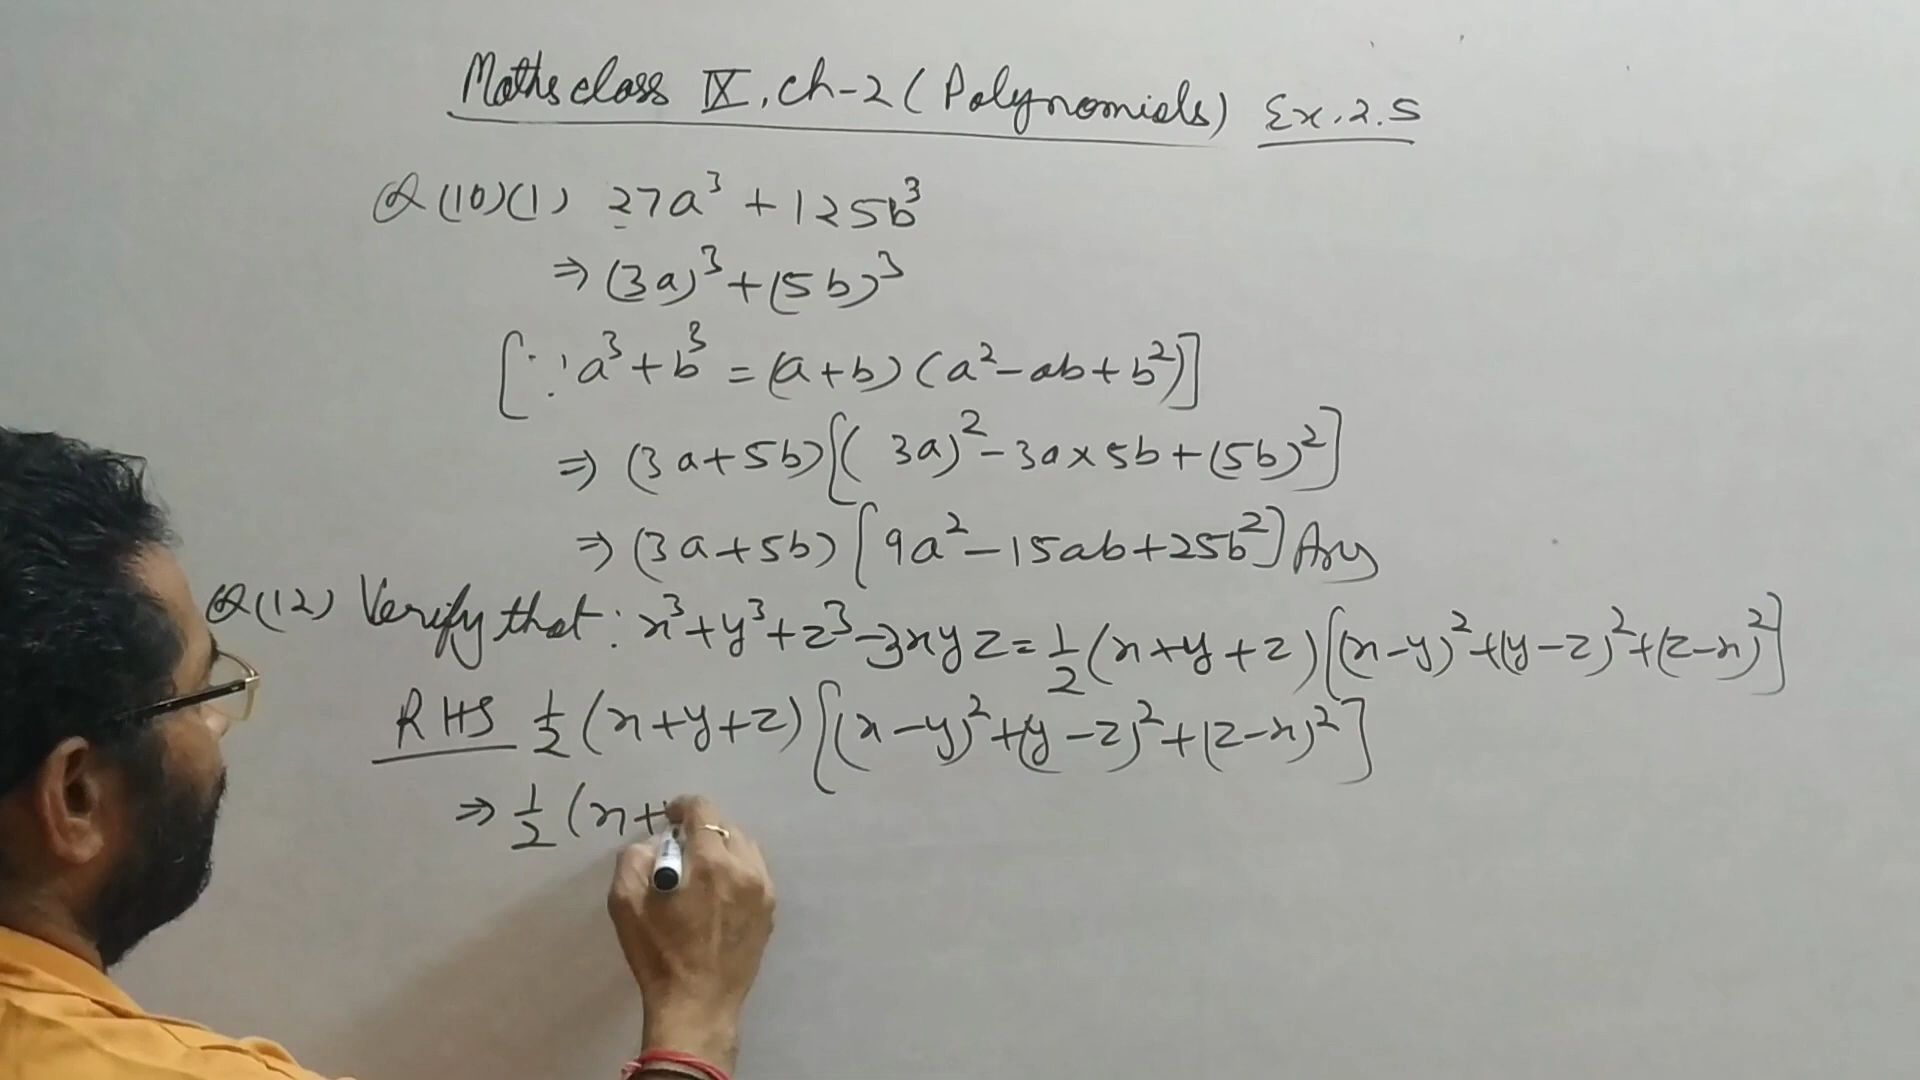 Maths class IX, Ch-2 (Polynomials) Ex. 2.5
Q(10)(1) 27a³ + 125b³
⇒ (3a)³ + (5b)³
[∵ a³ + b³ = (a+b) (a² - ab + b²)]
⇒ (3a+5b) [(3a)² - 3a×5b + (5b)²]
⇒ (3a+5b) [9a² - 15ab + 25b²] Ans
Q(12) Verify that: x³ + y³ + z³ - 3xyz = ½ (x+y+z) [(x-y)² + (y-z)² + (z-x)²]
RHS ½ (x+y+z) [(x-y)² + (y-z)² + (z-x)²]
⇒ ½ (x+